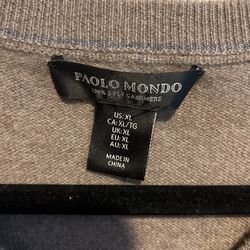 PAOLO MONDO
100% 2-PLY CASHMERE
US: XL
CA: XL/TG
UK: XL
EU: XL
AU: XL
MADE IN
CHINA